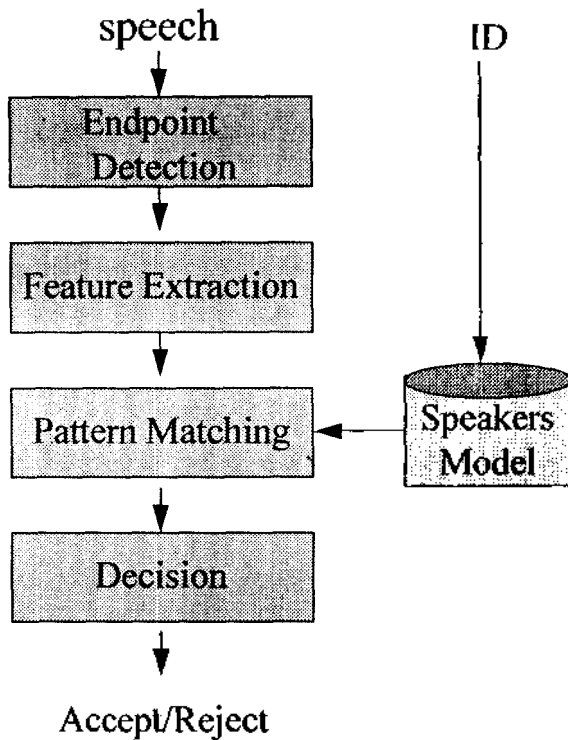 speech
ID
Endpoint
Detection
Feature Extraction
Pattern Matching
Speakers
Model
Decision
Accept/Reject